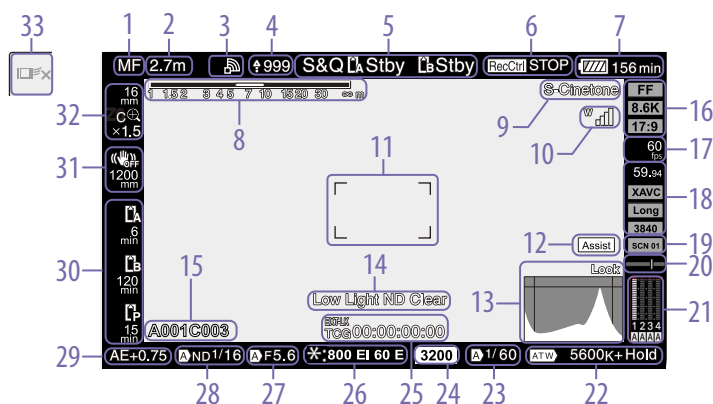 33
1 2 3 4 5 6 7
MF 2.7m 999 S&Q A Stby B Stby RecCtrl STOP 156 min
1 1.5 2 3 4 5 7 10 15 20 30 ∞ m
8
S-Cinetone
9
W
10
FF
8.6K
17:9
16
60
fps
17
59.94
XAVC
Long
3840
18
SCN 01
19
20
1 2 3 4
A A A A
21
16
mm
C
×1.5
32
OFF
1200
mm
31
A
6
min
B
120
min
P
15
min
30
11
12
Assist
13
Look
14
Low Light ND Clear
15
A001C003
EXT-LK
TCG 00:00:00:00
29
AE+0.75 A ND1/16 A F5.6 :800 EI 60 E 3200 A 1/60 ATW 5600K+Hold
28 27 26 25 24 23 22